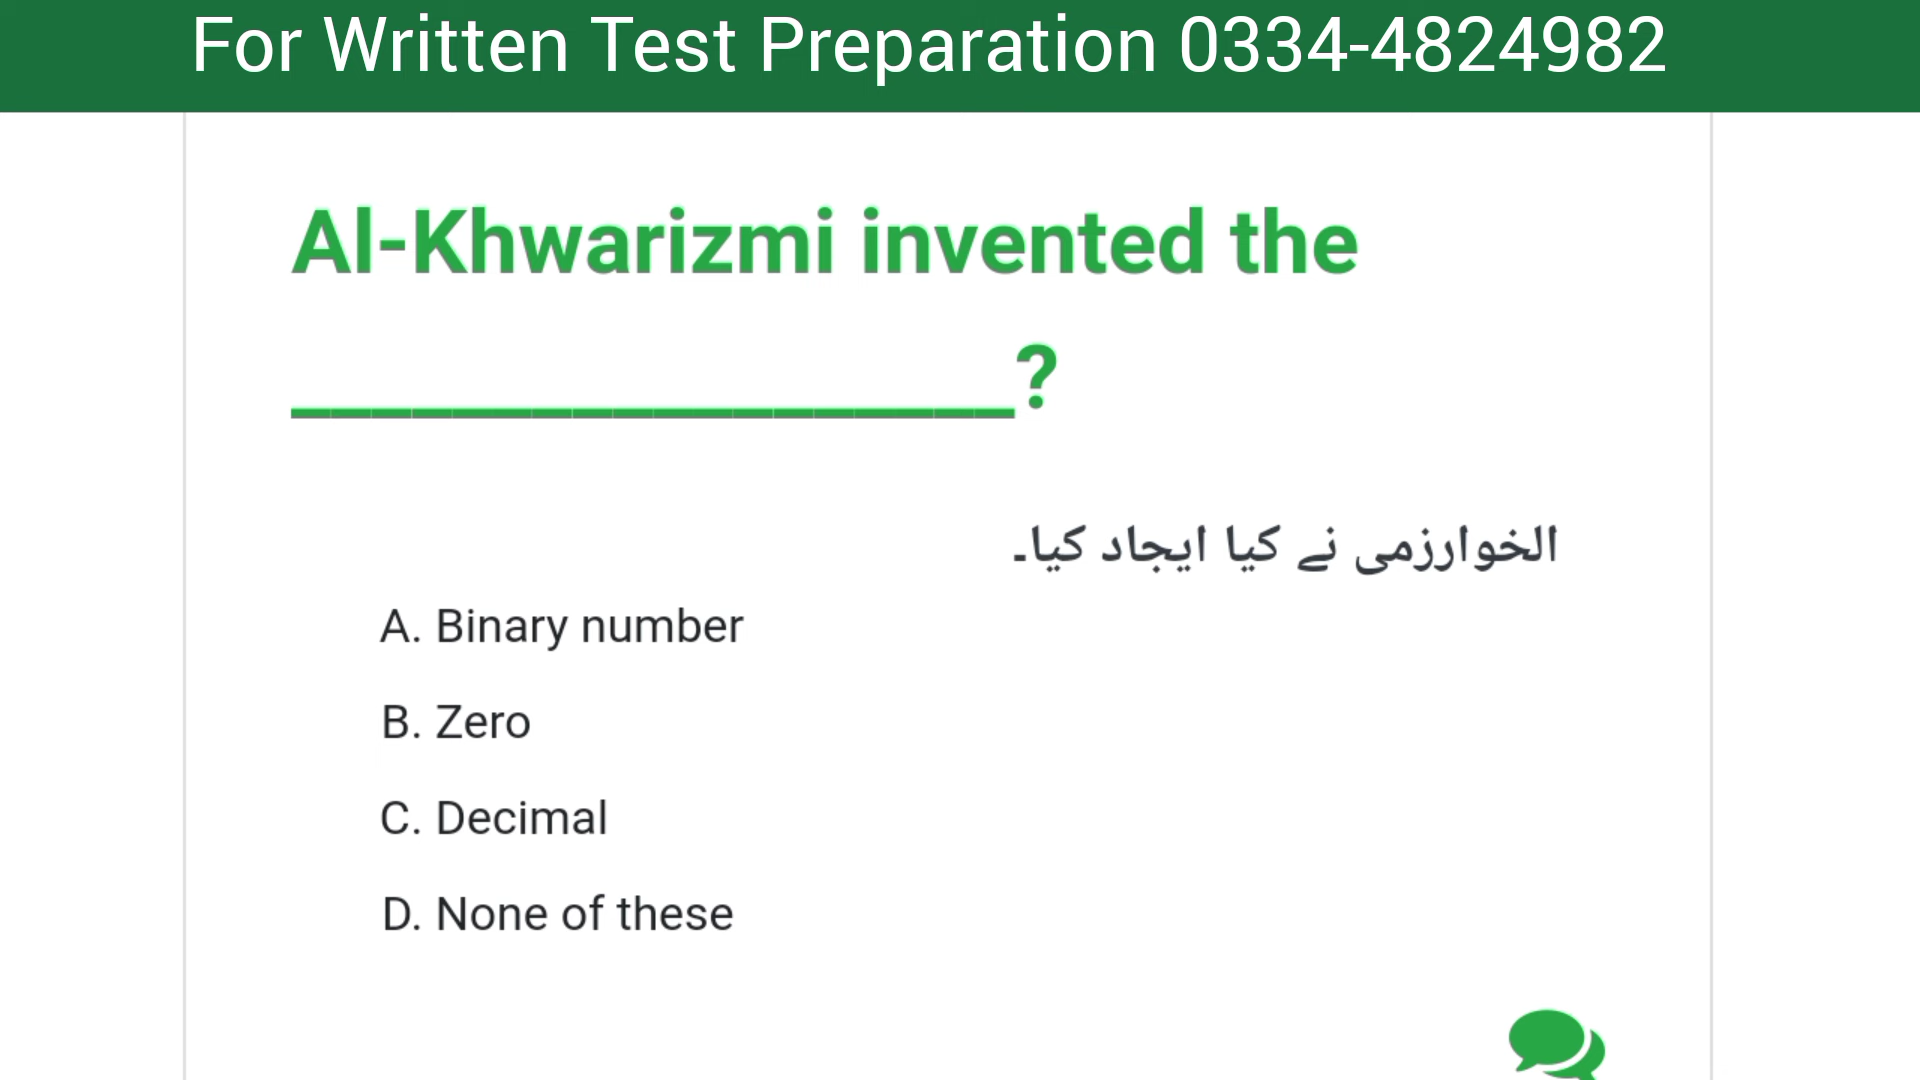 For Written Test Preparation 0334-4824982
Al-Khwarizmi invented the
__________________?
الخوارزمی نے کیا ایجاد کیا۔
A. Binary number
B. Zero
C. Decimal
D. None of these